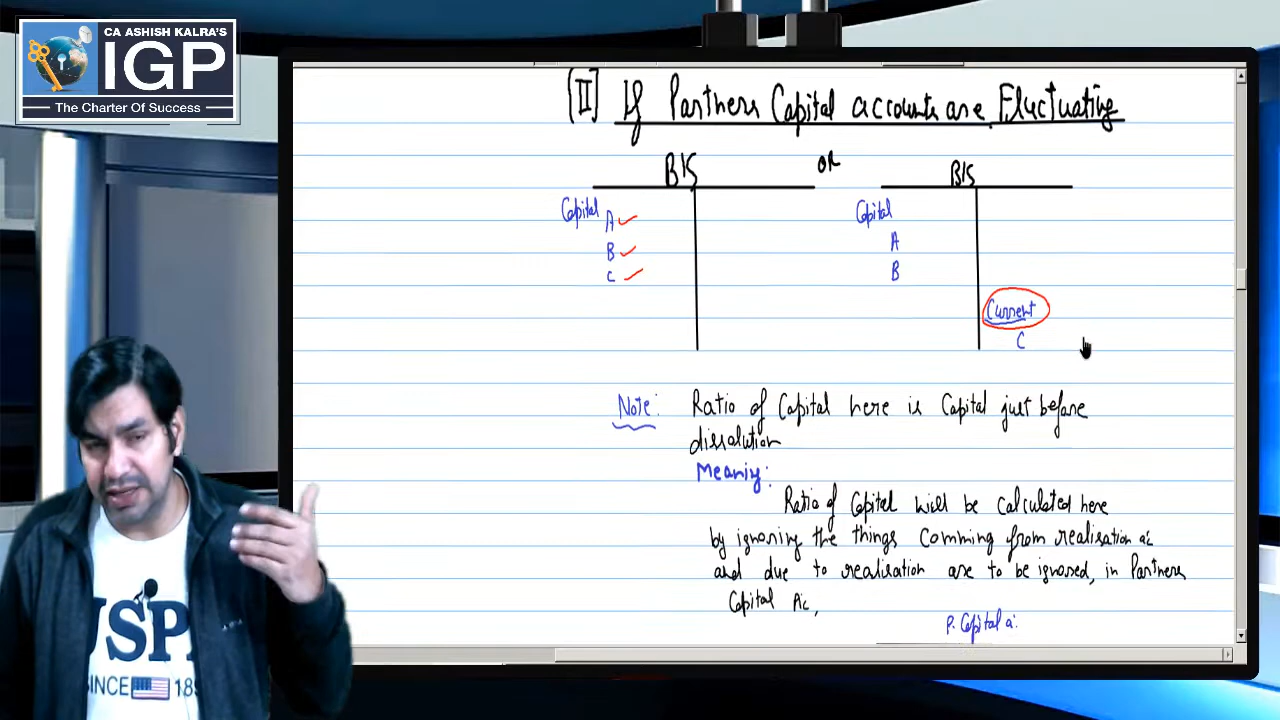 CA ASHISH KALRA'S
IGP
The Charter Of Success
[II] If Partners Capital accounts are Fluctuating
B/S OR B/S
Capital A
B
C
Capital
A
B
Current
C
Note: Ratio of Capital here is Capital just before
dissolution
Meaning:
Ratio of Capital will be calculated here
by ignoring the things Comming from realisation a/c
and due to realisation are to be ignored, in Partners
Capital A/c,
P. Capital a:
USP
SINCE 189